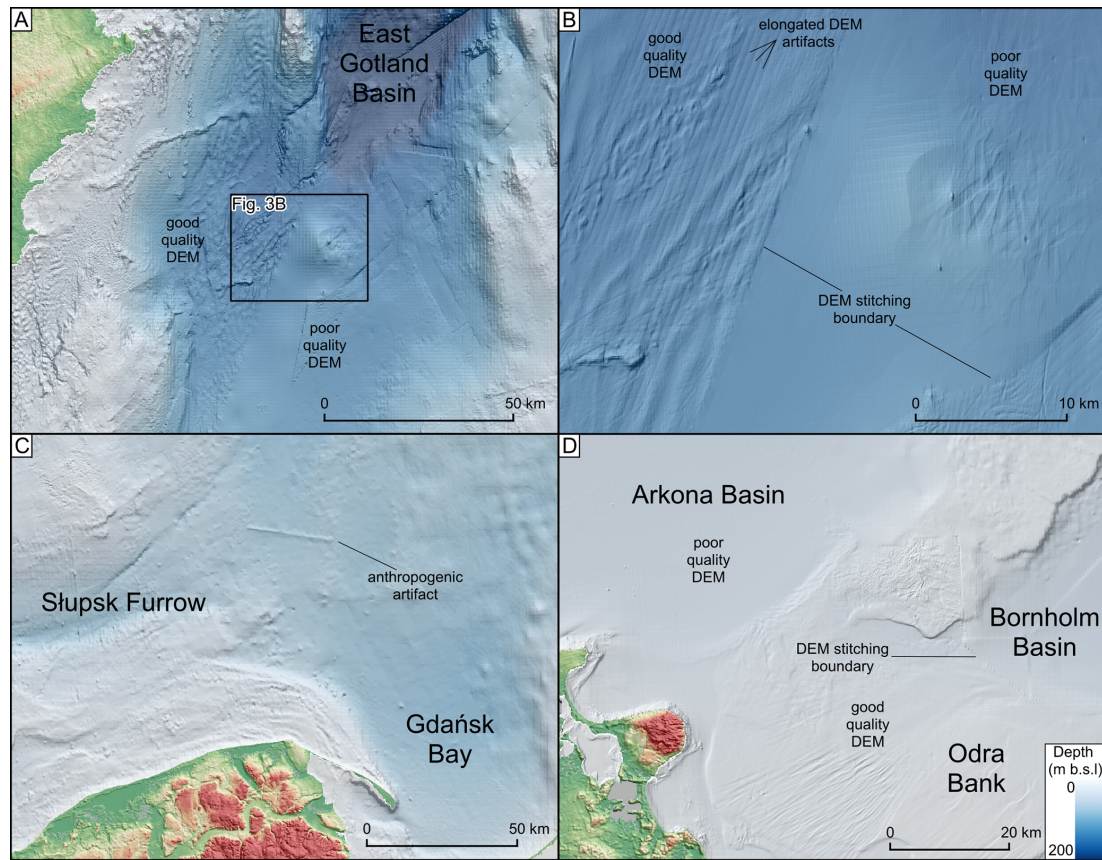 A
East
Gotland
Basin
Fig. 3B
good
quality
DEM
poor
quality
DEM
0
50 km
B
good
quality
DEM
elongated DEM
artifacts
poor
quality
DEM
DEM stitching
boundary
0
10 km
C
Słupsk Furrow
anthropogenic
artifact
Gdańsk
Bay
0
50 km
D
Arkona Basin
poor
quality
DEM
Bornholm
Basin
DEM stitching
boundary
good
quality
DEM
Odra
Bank
0
20 km
Depth
(m b.s.l)
0
200